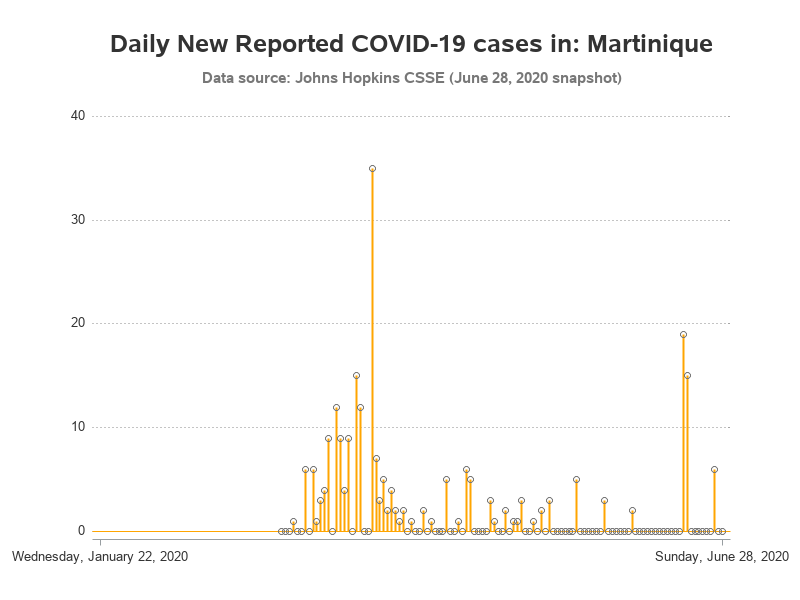 Daily New Reported COVID-19 cases in: Martinique
Data source: Johns Hopkins CSSE (June 28, 2020 snapshot)
40
30
20
10
0
Wednesday, January 22, 2020
Sunday, June 28, 2020